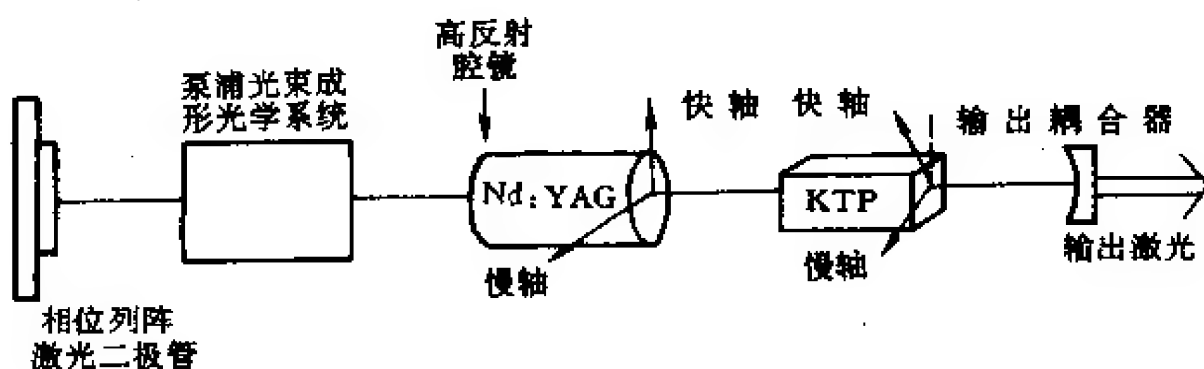 高反射
腔镜
泵浦光束成
形光学系统
快轴 快轴 输出耦合器
Nd:YAG
KTP
慢轴
慢轴
输出激光
相位列阵
激光二极管